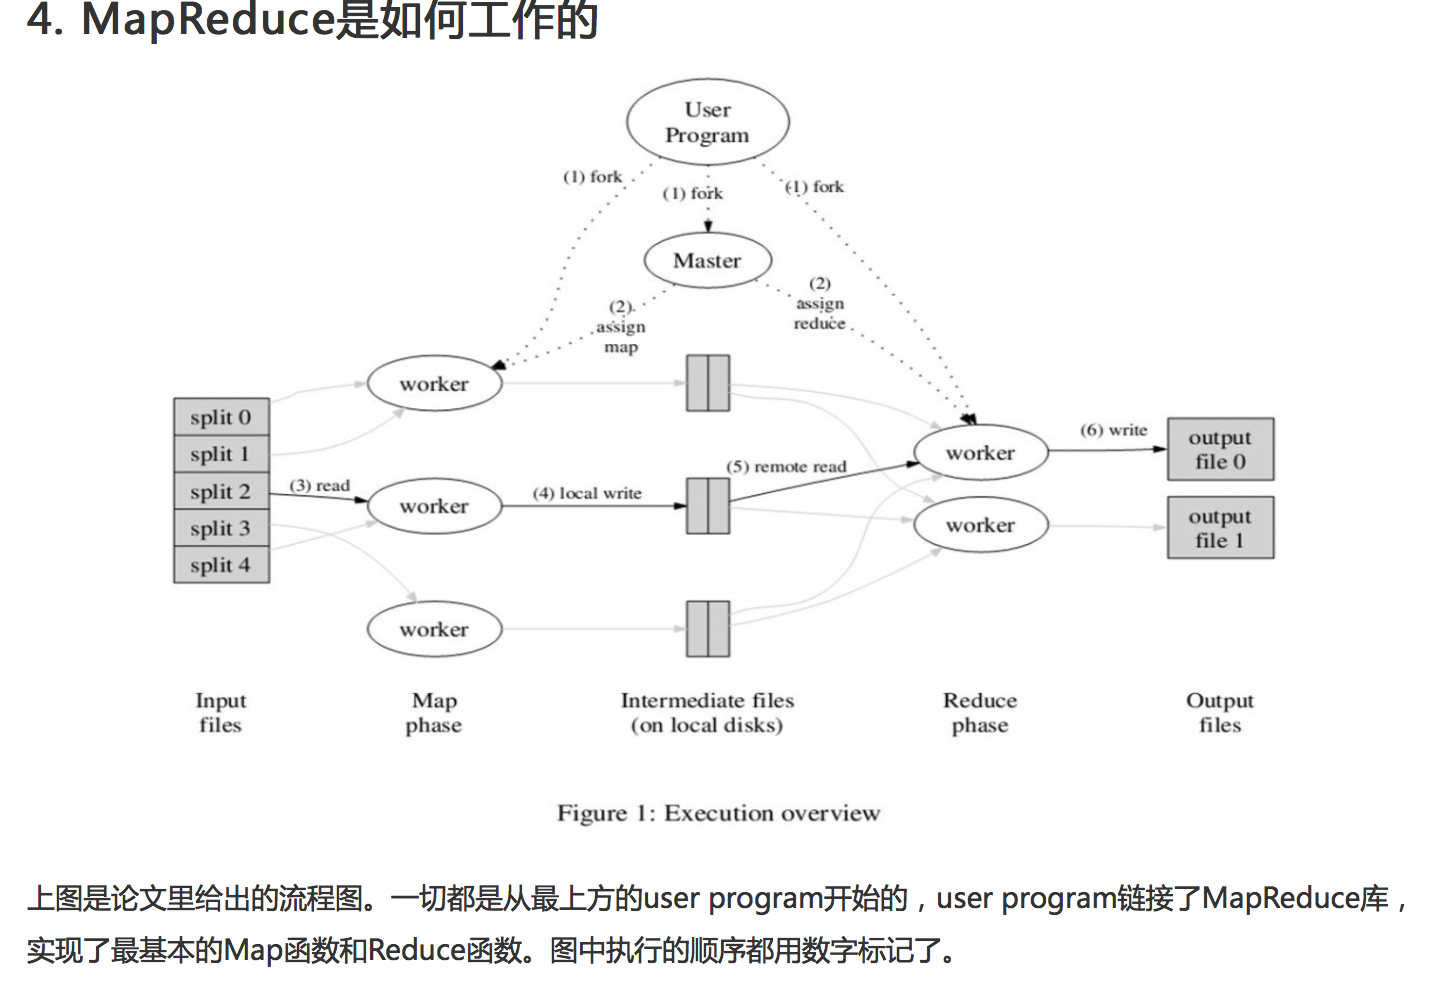 4. MapReduce是如何工作的
User
Program
(1) fork
(1) fork
(1) fork
Master
(2)
assign
map
(2)
assign
reduce
worker
split 0
split 1
split 2
split 3
split 4
(3) read
worker
(4) local write
(5) remote read
worker
(6) write
output
file 0
worker
output
file 1
worker
Input
files
Map
phase
Intermediate files
(on local disks)
Reduce
phase
Output
files
Figure 1: Execution overview
上图是论文里给出的流程图。一切都是从最上方的user program开始的，user program链接了MapReduce库，
实现了最基本的Map函数和Reduce函数。图中执行的顺序都用数字标记了。